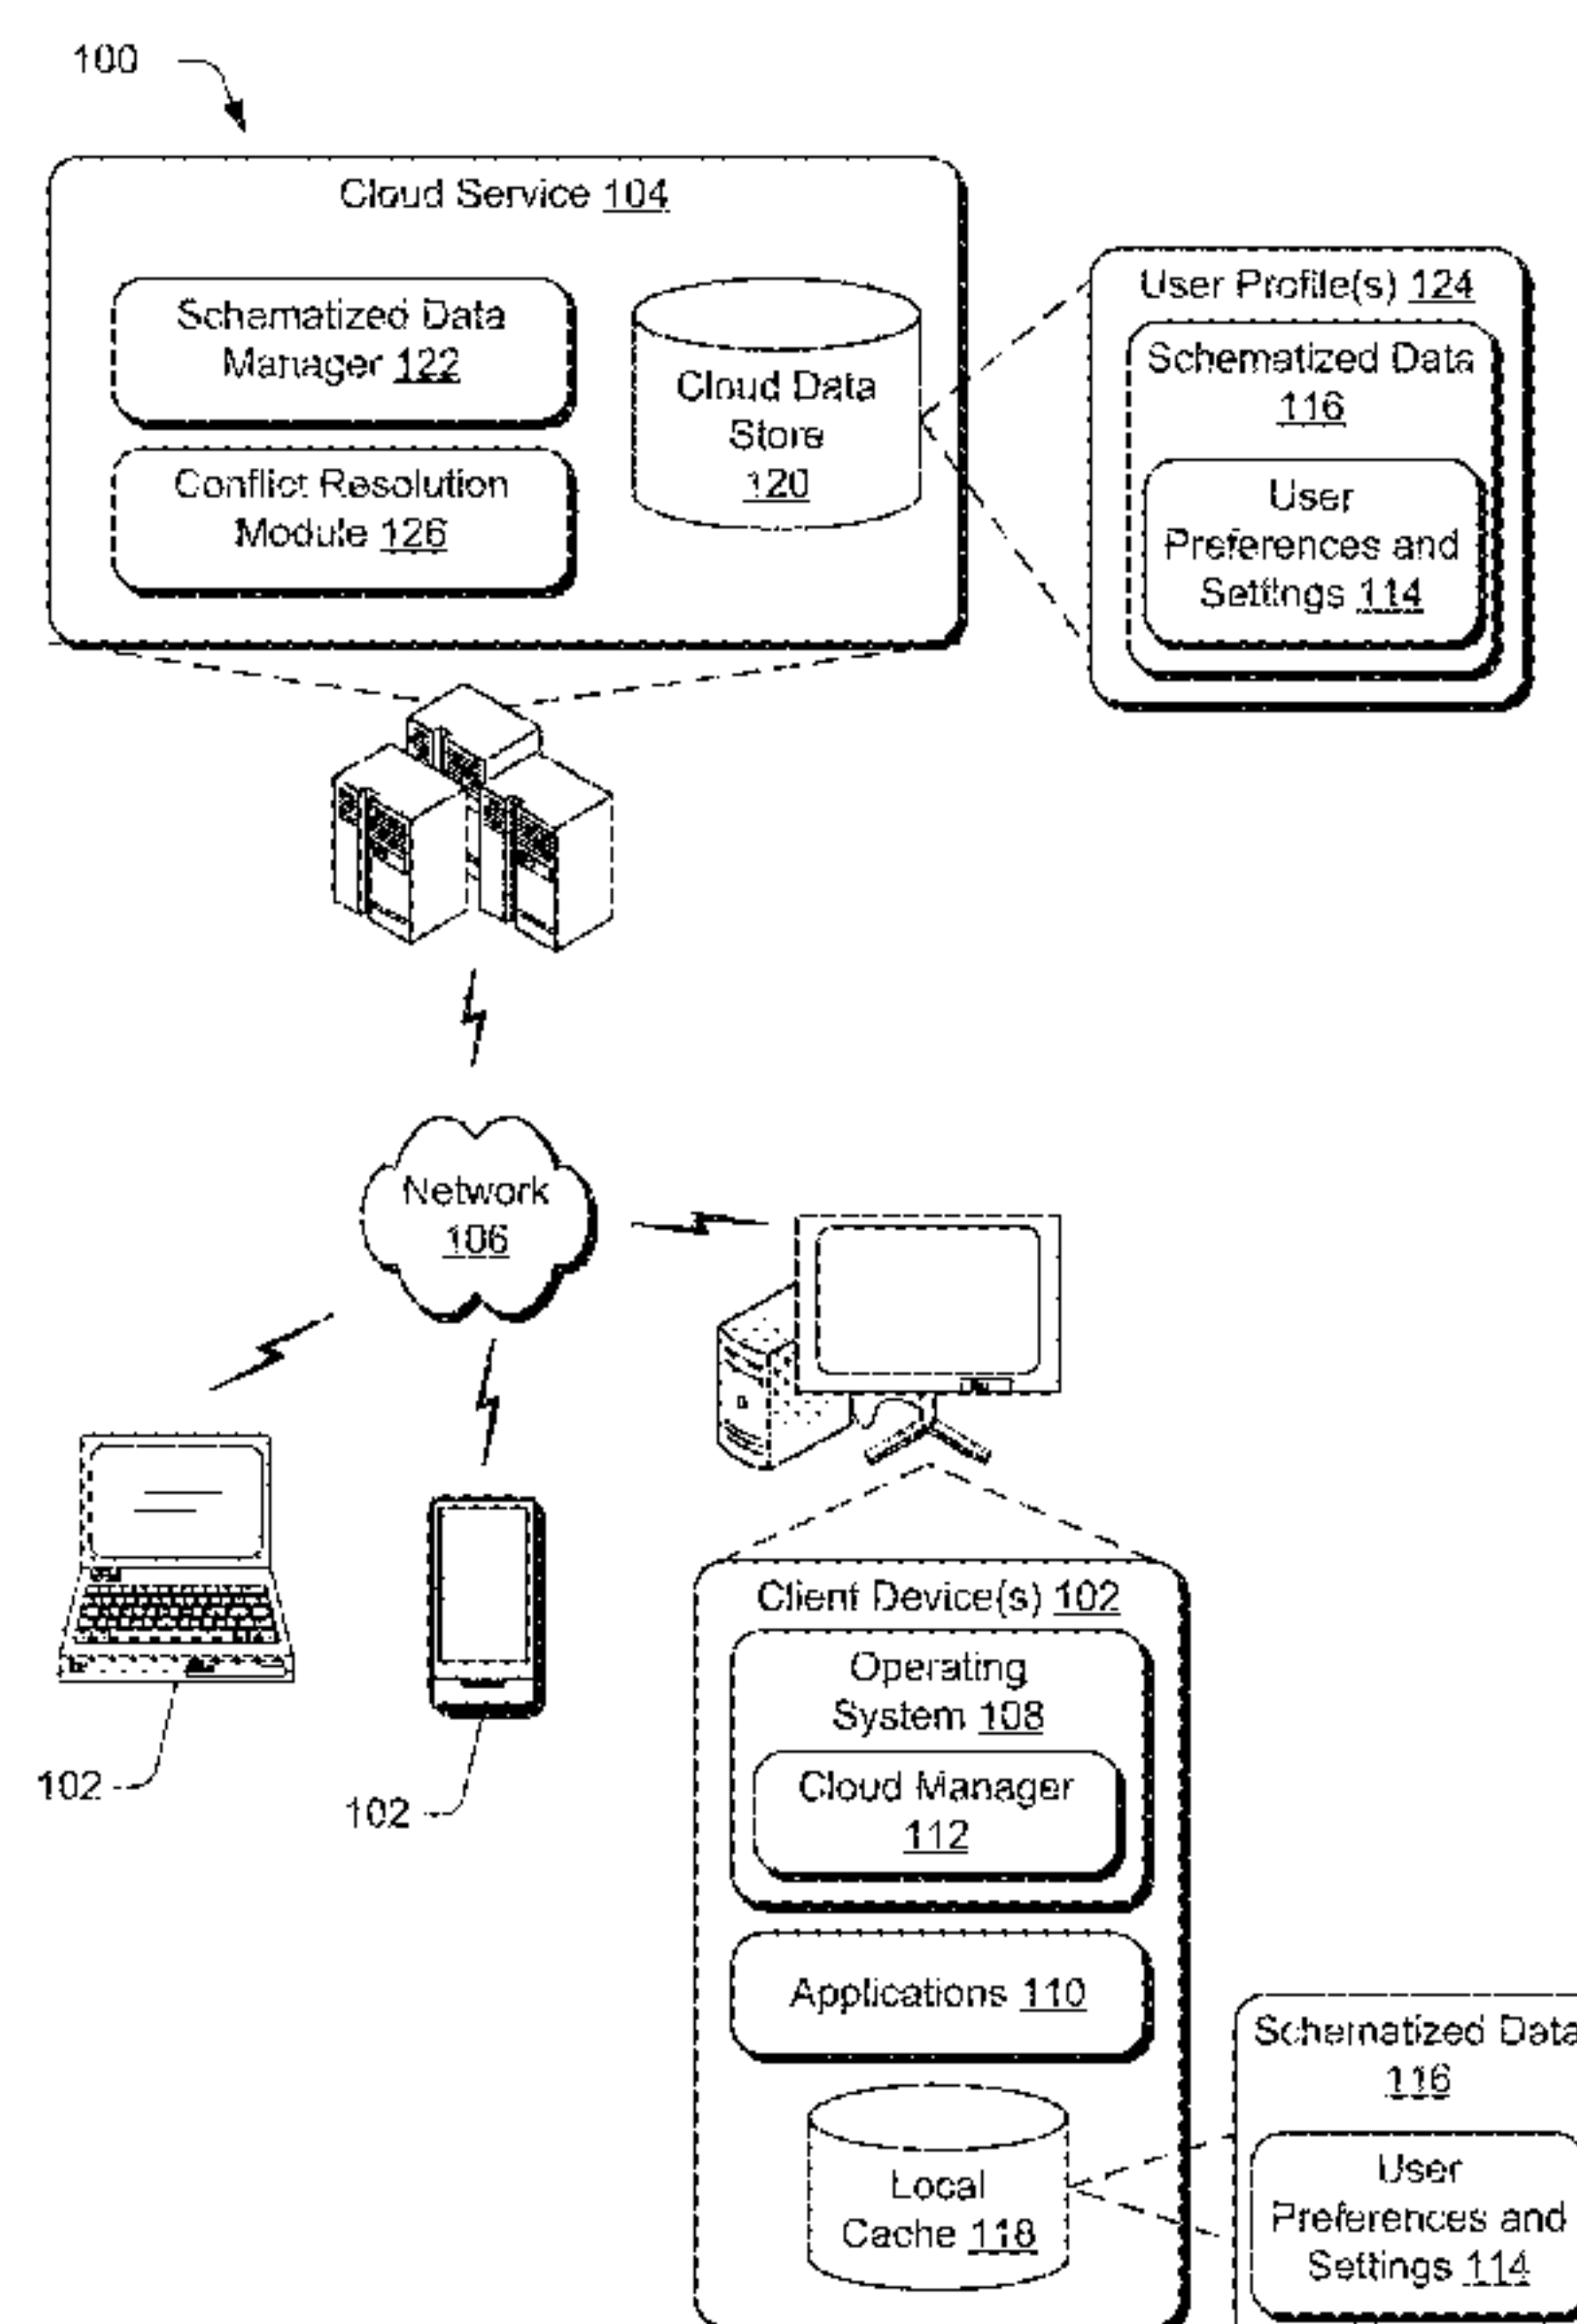 100
Cloud Service 104
Schematized Data
Manager 122
Conflict Resolution
Module 126
Cloud Data
Store
120
User Profile(s) 124
Schematized Data
116
User
Preferences and
Settings 114
Network
106
102
102
Client Device(s) 102
Operating
System 108
Cloud Manager
112
Applications 110
Local
Cache 118
Schematized Data
116
User
Preferences and
Settings 114